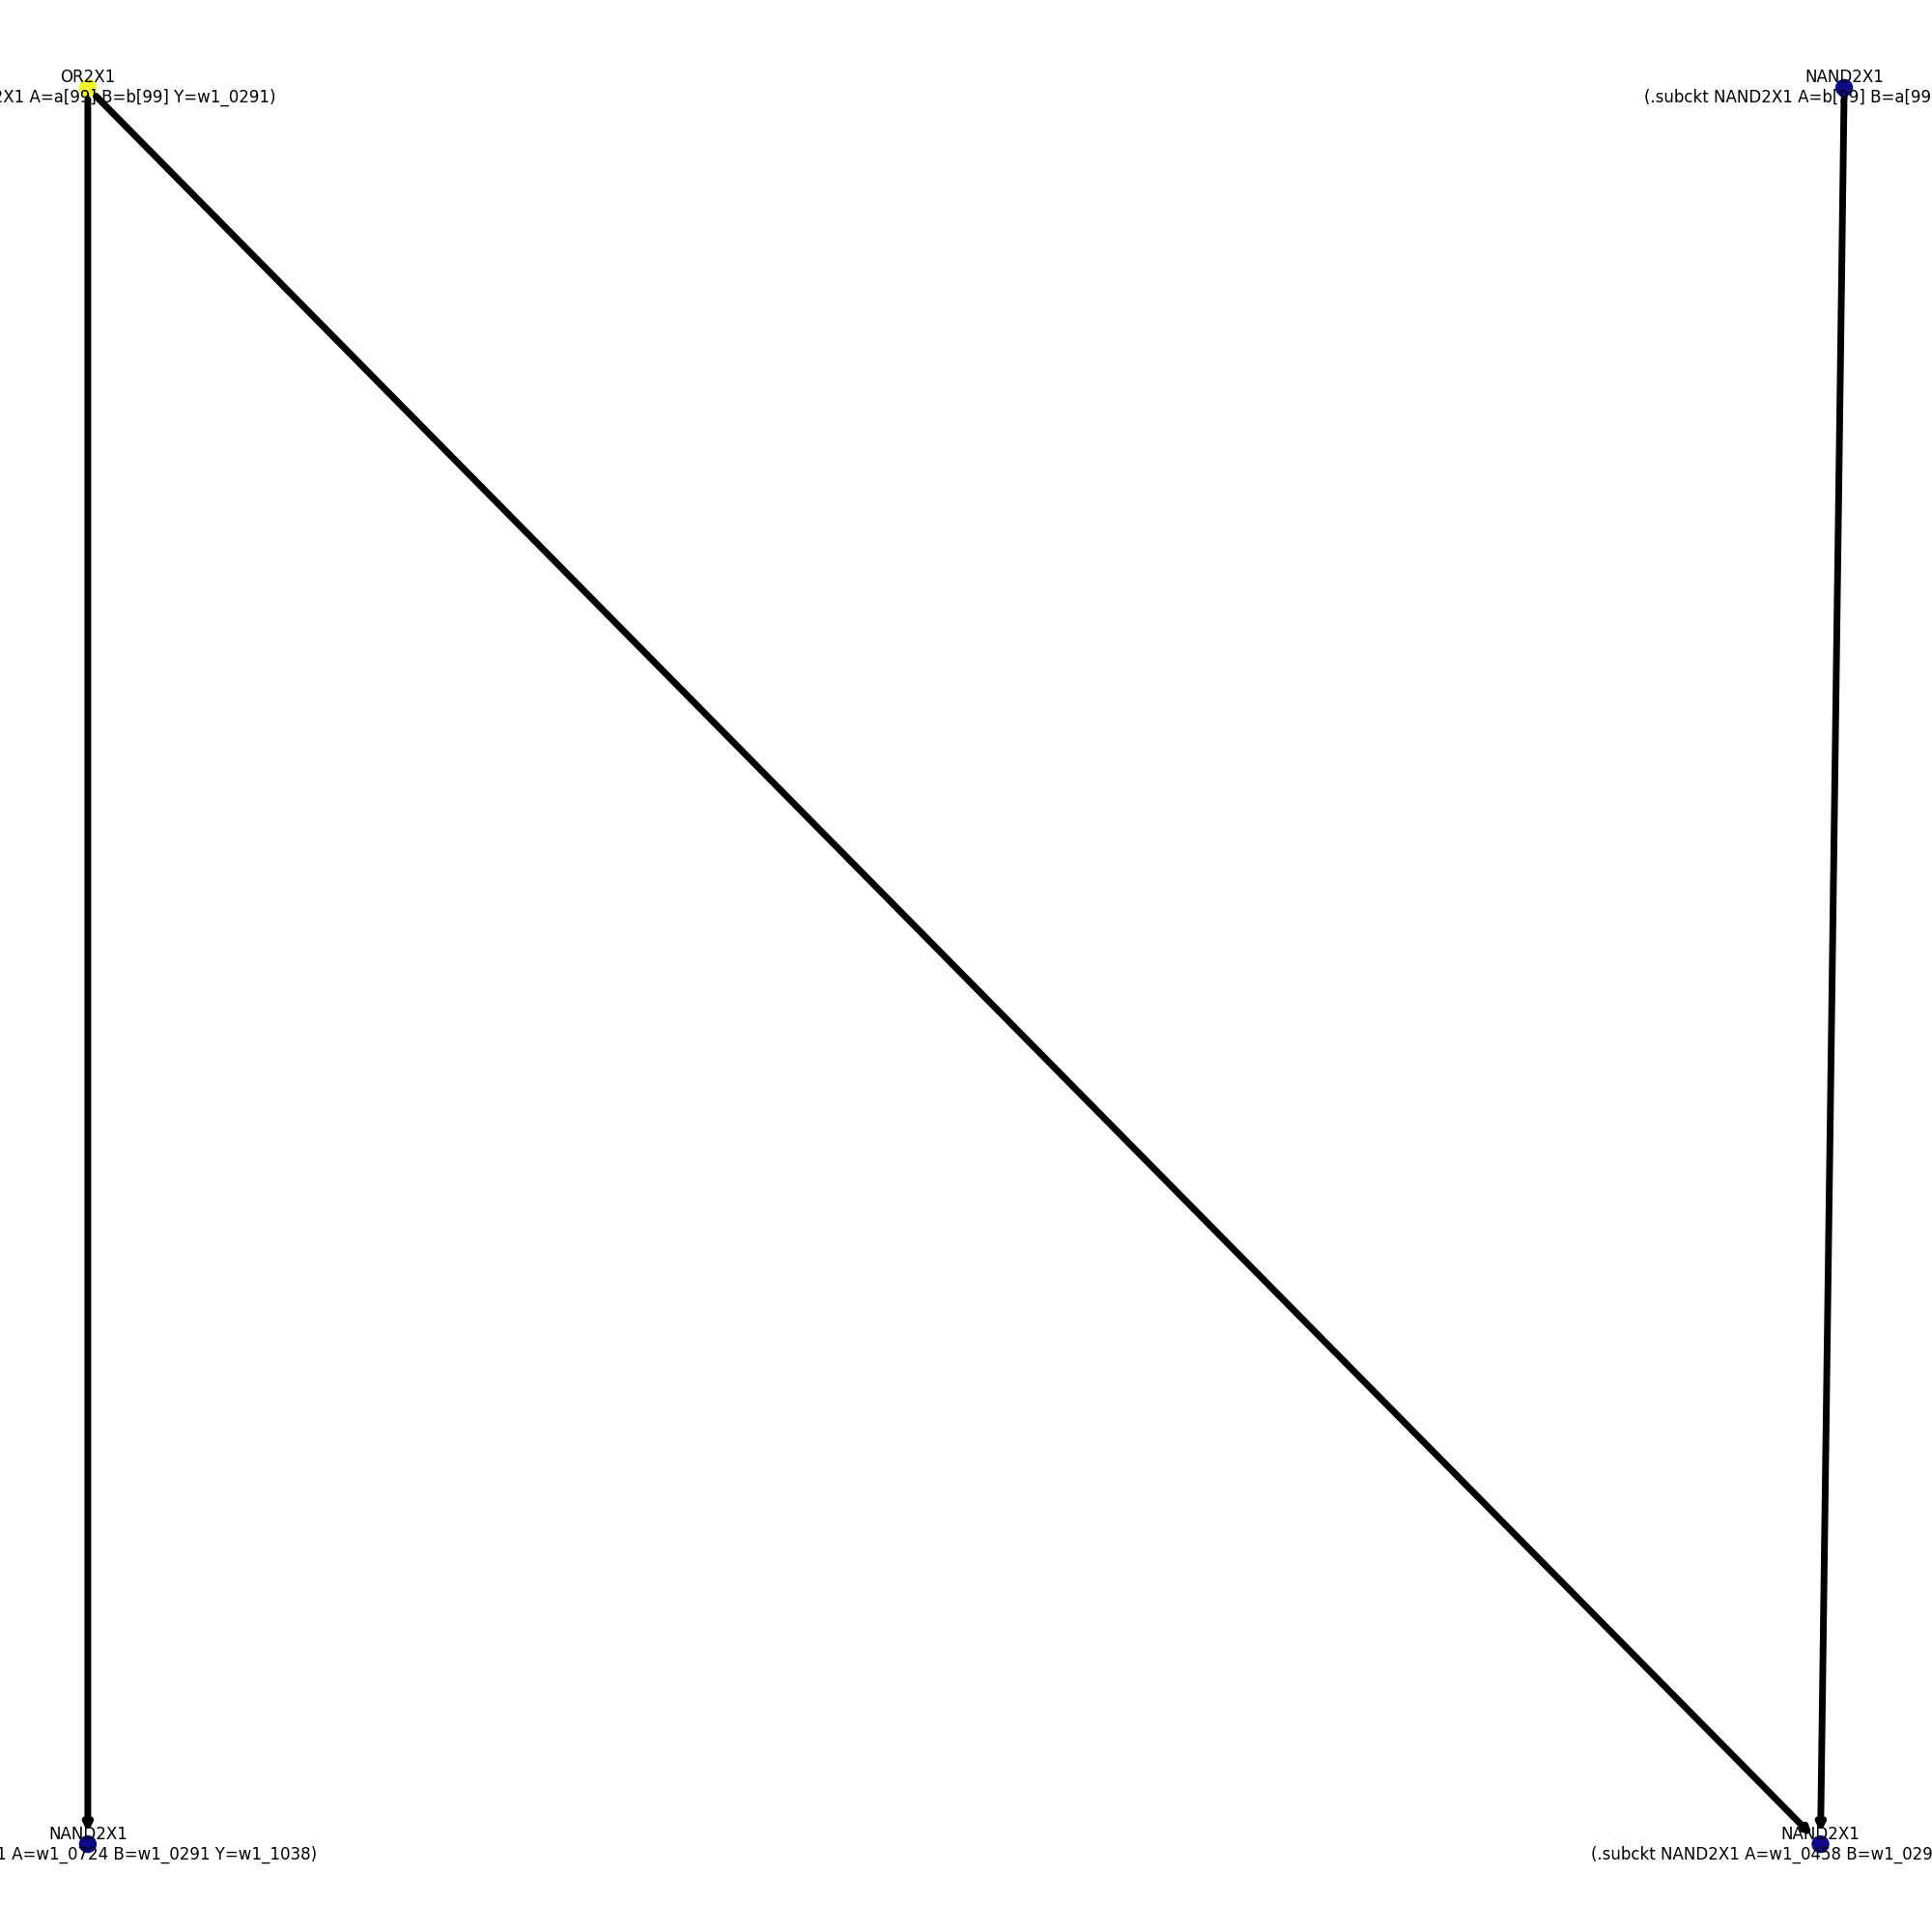 OR2X1
2X1 A=a[99] B=b[99] Y=w1_0291)
NAND2X1
(.subckt NAND2X1 A=b[99] B=a[99
NAND2X1
1 A=w1_0724 B=w1_0291 Y=w1_1038)
NAND2X1
(.subckt NAND2X1 A=w1_0458 B=w1_029